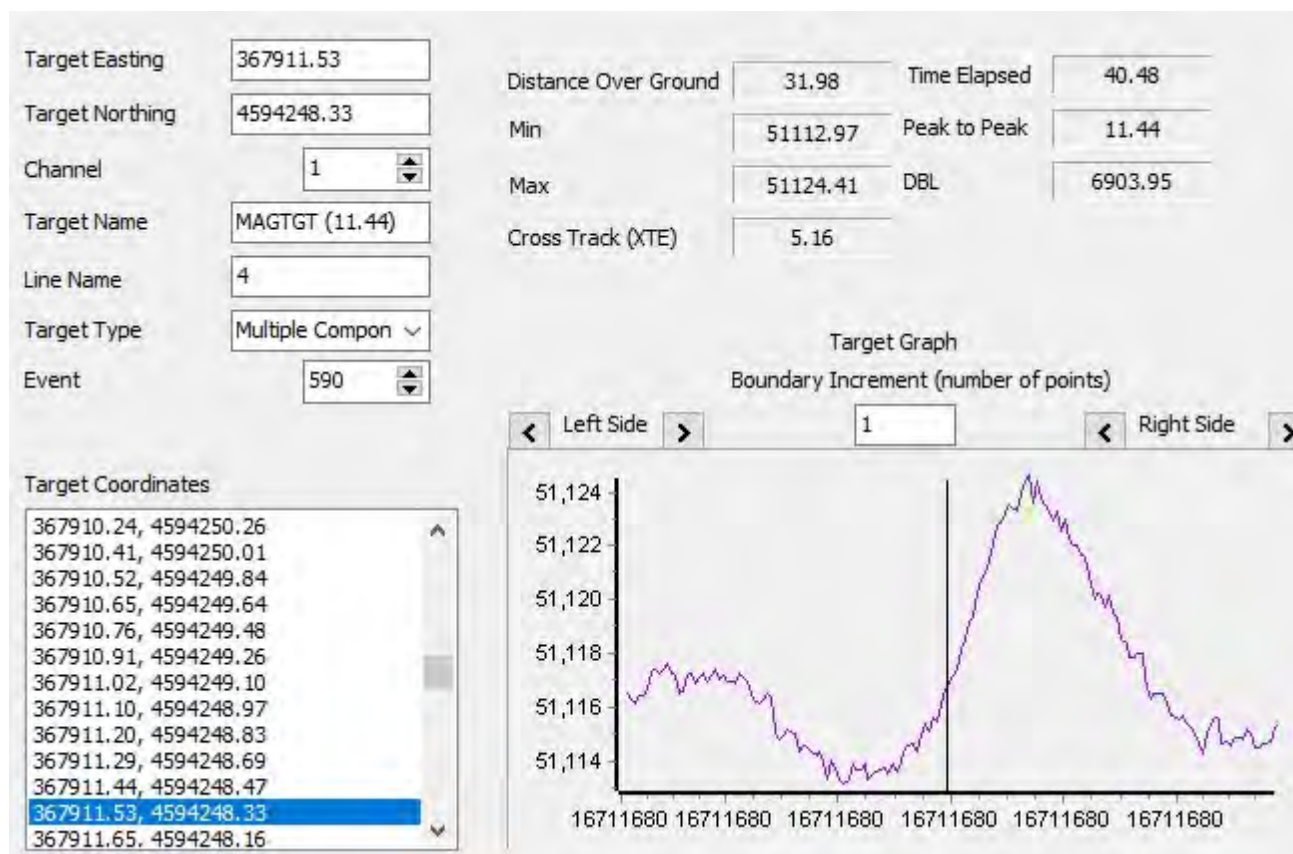 Target Easting 367911.53
Target Northing 4594248.33
Channel 1
Target Name MAGTGT (11.44)
Line Name 4
Target Type Multiple Compon
Event 590
Distance Over Ground 31.98 Time Elapsed 40.48
Min 51112.97 Peak to Peak 11.44
Max 51124.41 DBL 6903.95
Cross Track (XTE) 5.16
Target Graph
Boundary Increment (number of points)
Left Side 1 Right Side
Target Coordinates
367910.24, 4594250.26
367910.41, 4594250.01
367910.52, 4594249.84
367910.65, 4594249.64
367910.76, 4594249.48
367910.91, 4594249.26
367911.02, 4594249.10
367911.10, 4594248.97
367911.20, 4594248.83
367911.29, 4594248.69
367911.44, 4594248.47
367911.53, 4594248.33
367911.65, 4594248.16
51,124
51,122
51,120
51,118
51,116
51,114
16711680 16711680 16711680 16711680 16711680 16711680